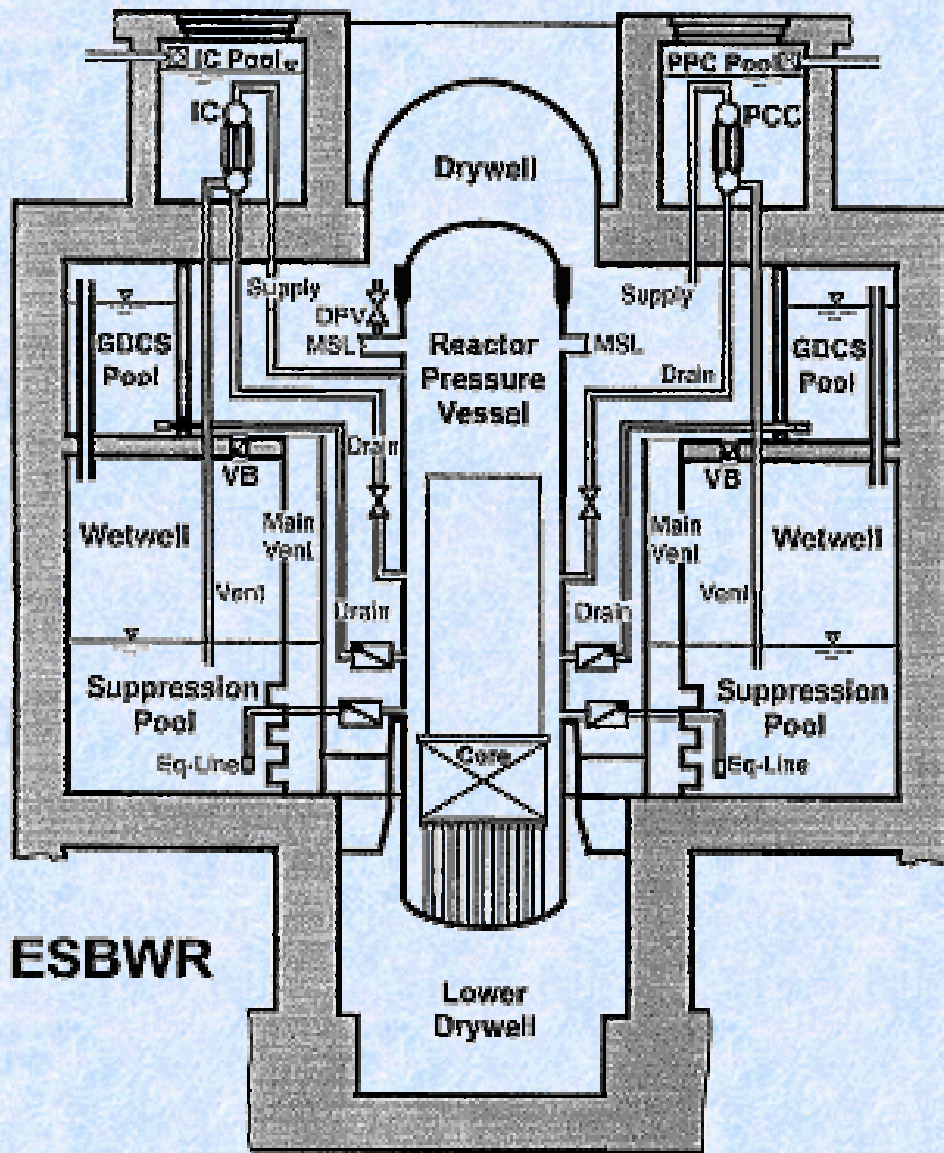 IC Pool
PPC Pool
IC
PCC
Drywell
Supply
Supply
DPV
MSL
MSL
GDCS
Pool
Reactor
Pressure
Vessel
GDCS
Pool
Drain
Drain
VB
VB
Wetwell
Main
Vent
Main
Vent
Wetwell
Vent
Vent
Drain
Drain
Suppression
Pool
Suppression
Pool
Eq-Line
Core
Eq-Line
ESBWR
Lower
Drywell